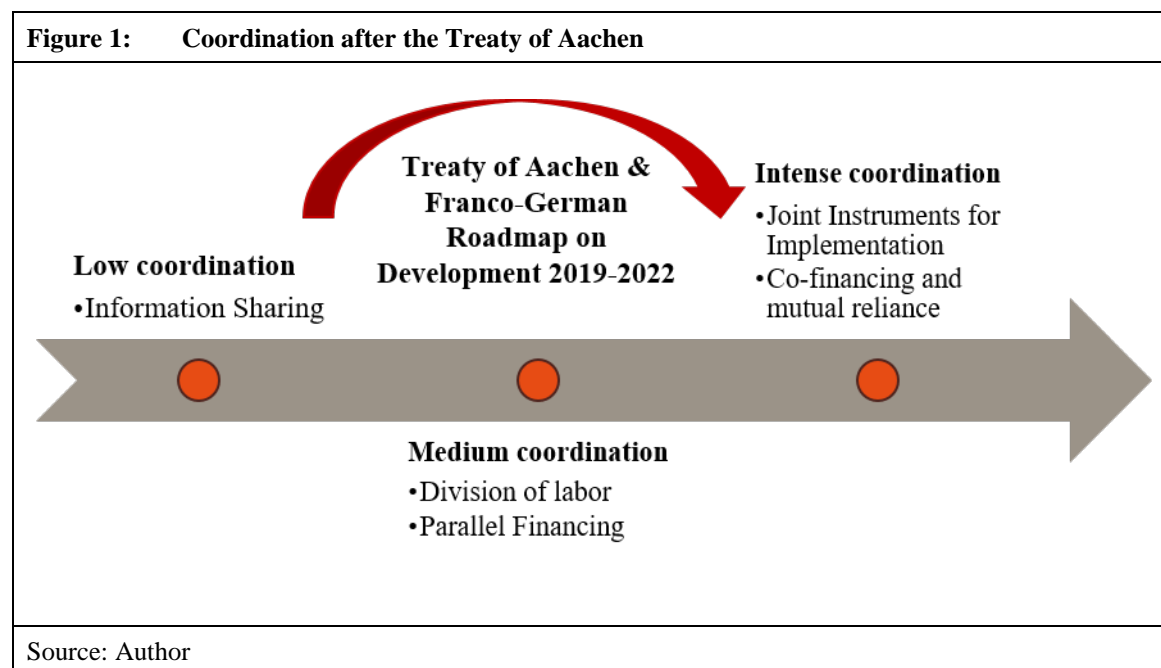 Figure 1: Coordination after the Treaty of Aachen
Treaty of Aachen &
Franco-German
Roadmap on
Development 2019-2022
Low coordination
•Information Sharing
Intense coordination
•Joint Instruments for
Implementation
•Co-financing and
mutual reliance
Medium coordination
•Division of labor
•Parallel Financing
Source: Author